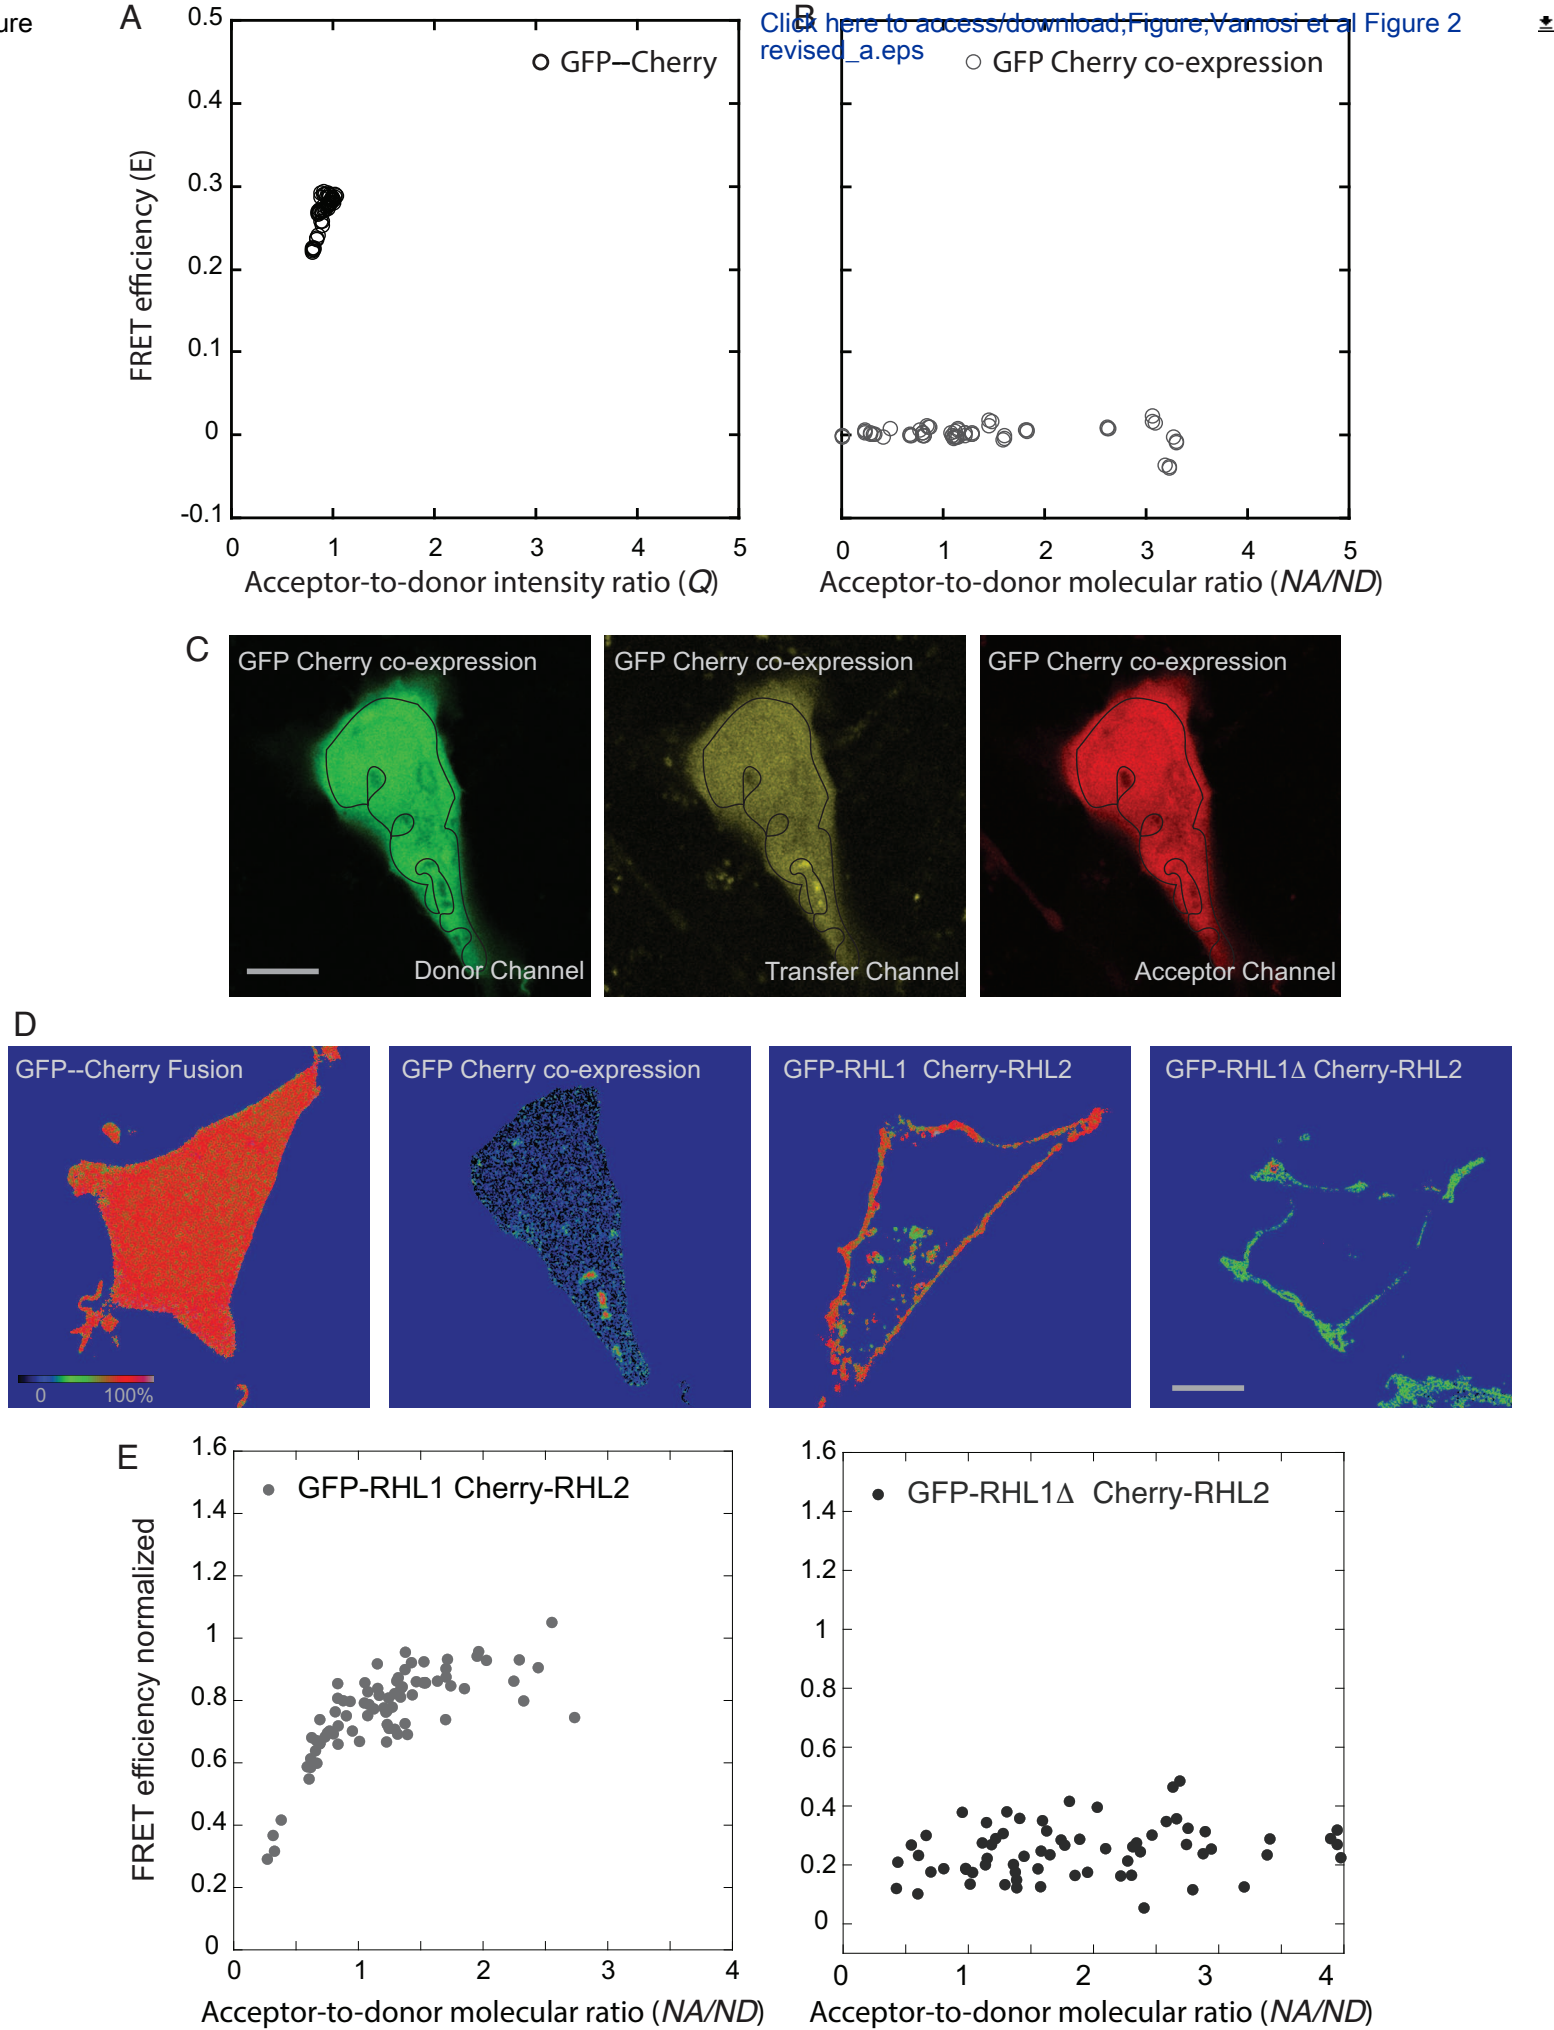 ure
Click here to access/download;Figure;Vamosi et al Figure 2
revised_a.eps
A
B
GFP--Cherry
GFP Cherry co-expression
0.5
0.4
0.3
0.2
0.1
0
-0.1
FRET efficiency (E)
0 1 2 3 4 5
0 1 2 3 4 5
Acceptor-to-donor intensity ratio (Q)
Acceptor-to-donor molecular ratio (NA/ND)
C
GFP Cherry co-expression
Donor Channel
GFP Cherry co-expression
Transfer Channel
GFP Cherry co-expression
Acceptor Channel
D
GFP--Cherry Fusion
0 100%
GFP Cherry co-expression
GFP-RHL1 Cherry-RHL2
GFP-RHL1Δ Cherry-RHL2
E
GFP-RHL1 Cherry-RHL2
1.6
1.4
1.2
1
0.8
0.6
0.4
0.2
0
FRET efficiency normalized
0 1 2 3 4
Acceptor-to-donor molecular ratio (NA/ND)
GFP-RHL1Δ Cherry-RHL2
1.6
1.4
1.2
1
0.8
0.6
0.4
0.2
0
0 1 2 3 4
Acceptor-to-donor molecular ratio (NA/ND)